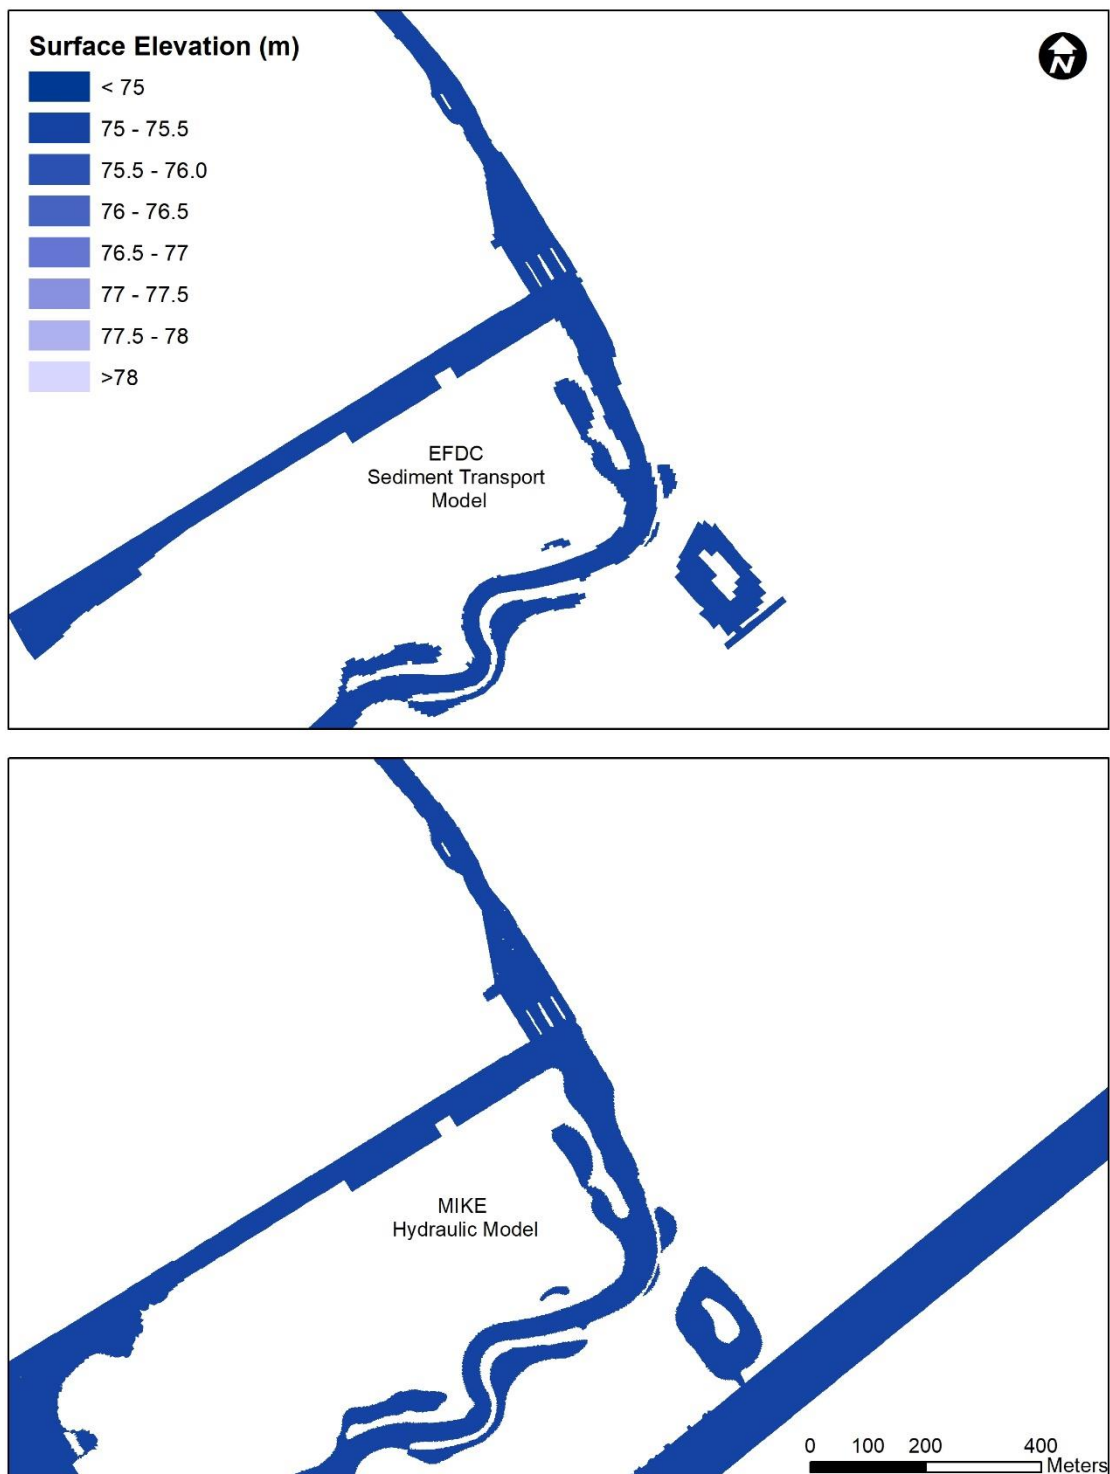 Surface Elevation (m)
< 75
75 - 75.5
75.5 - 76.0
76 - 76.5
76.5 - 77
77 - 77.5
77.5 - 78
>78
N
EFDC
Sediment Transport
Model
MIKE
Hydraulic Model
0 100 200 400
Meters